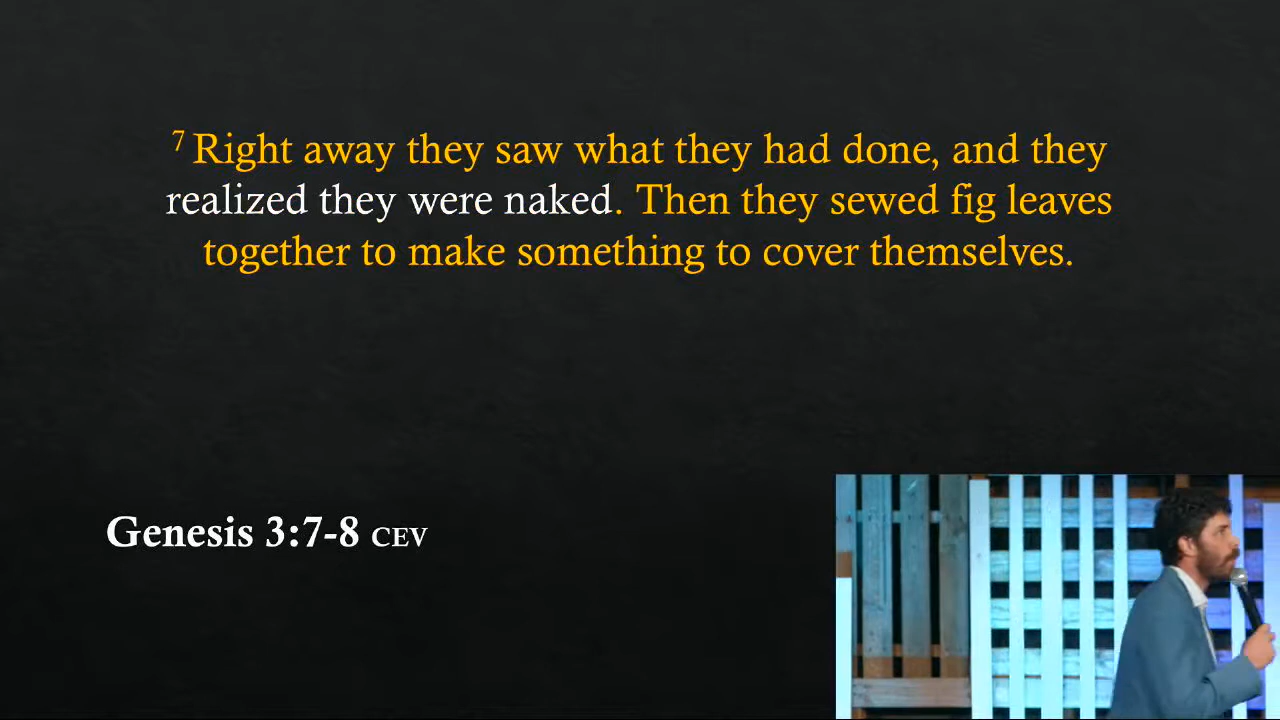 7 Right away they saw what they had done, and they
realized they were naked. Then they sewed fig leaves
together to make something to cover themselves.
Genesis 3:7-8 CEV